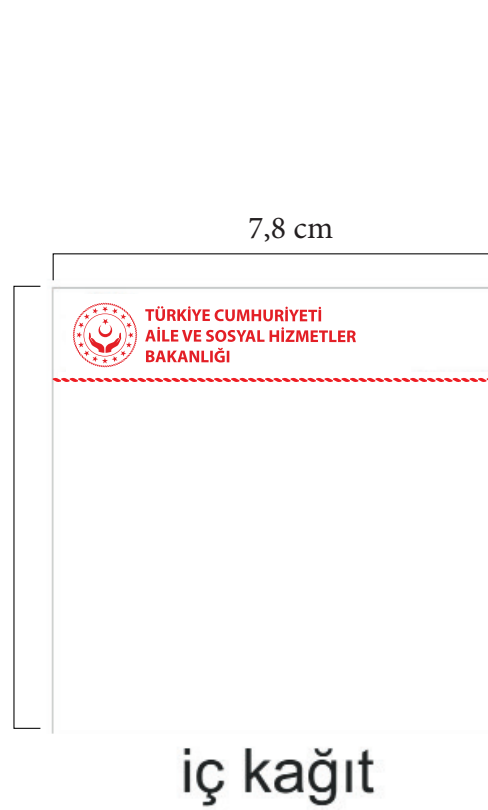 7,8 cm
TÜRKİYE CUMHURİYETİ
AİLE VE SOSYAL HİZMETLER
BAKANLIĞI
iç kağıt